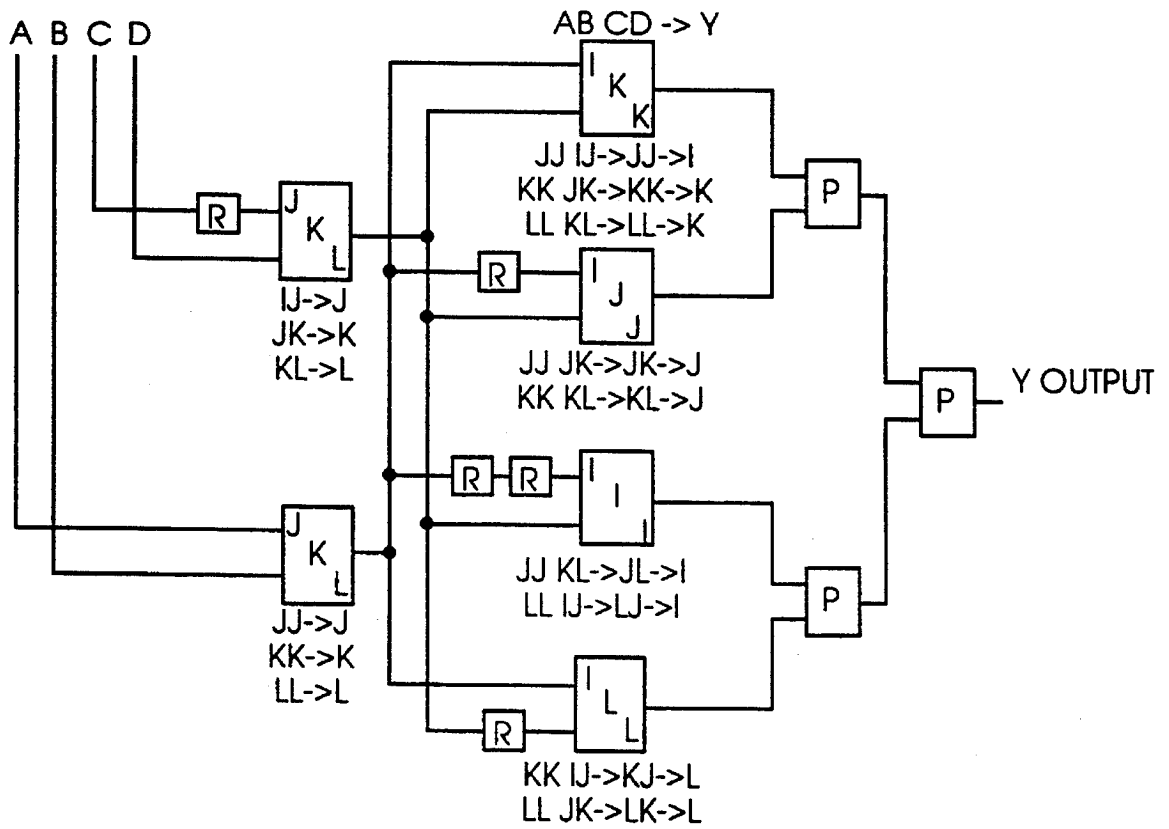 A B C D
AB CD -> Y
I
K
K
JJ IJ->JJ->I
KK JK->KK->K
LL KL->LL->K
P
R
J
K
L
IJ->J
JK->K
KL->L
R
I
J
J
JJ JK->JK->J
KK KL->KL->J
P
Y OUTPUT
R
R
I
I
I
JJ KL->JL->I
LL IJ->LJ->I
J
K
L
JJ->J
KK->K
LL->L
P
R
I
L
L
KK IJ->KJ->L
LL JK->LK->L